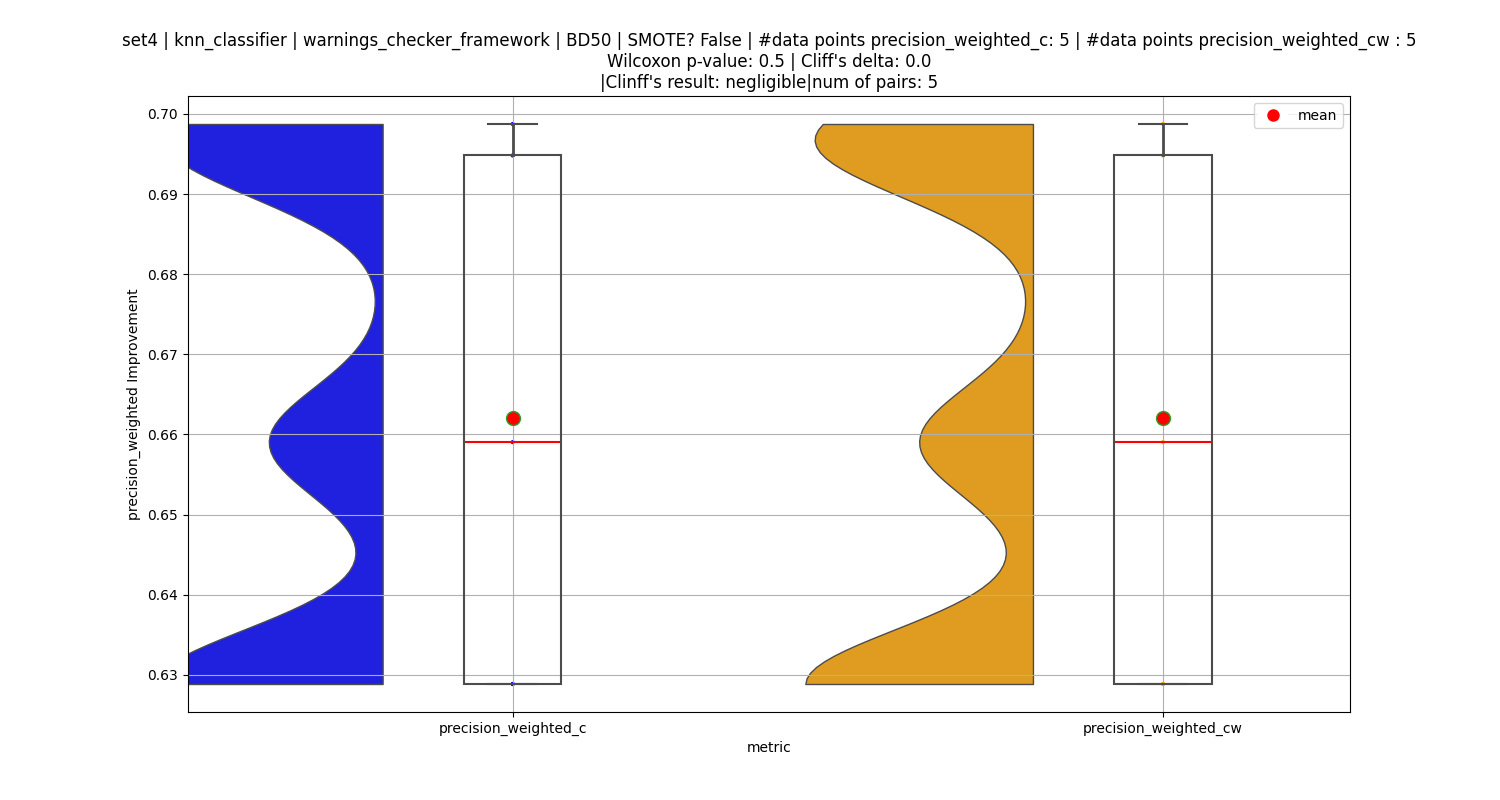 set4 | knn_classifier | warnings_checker_framework | BD50 | SMOTE? False | #data points precision_weighted_c: 5 | #data points precision_weighted_cw : 5
Wilcoxon p-value: 0.5 | Cliff's delta: 0.0
|Clinff's result: negligible|num of pairs: 5
mean
0.70
0.69
0.68
0.67
0.66
0.65
0.64
0.63
precision_weighted Improvement
precision_weighted_c
precision_weighted_cw
metric